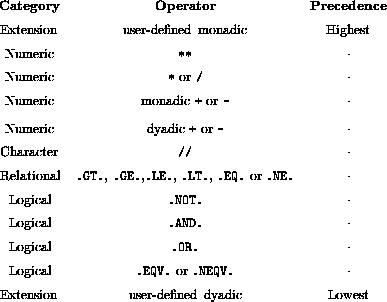 Category Operator Precedence
Extension user-defined monadic Highest
Numeric ** -
Numeric * or / -
Numeric monadic + or - -
Numeric dyadic + or - -
Character // -
Relational .GT., .GE.,.LE., .LT., .EQ. or .NE. -
Logical .NOT. -
Logical .AND. -
Logical .OR. -
Logical .EQV. or .NEQV. -
Extension user-defined dyadic Lowest